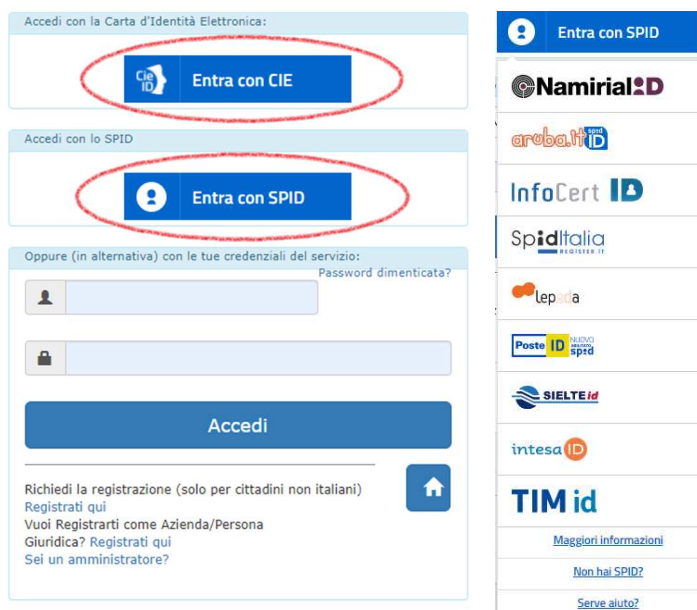 Accedi con la Carta d'Identità Elettronica:
Cie ID Entra con CIE
Accedi con lo SPID
Entra con SPID
Oppure (in alternativa) con le tue credenziali del servizio:
Password dimenticata?
Accedi
Richiedi la registrazione (solo per cittadini non italiani)
Registrati qui
Vuoi Registrarti come Azienda/Persona
Giuridica? Registrati qui
Sei un amministratore?
Entra con SPID
Namirial ID
aruba.it spid ID
InfoCert ID
SpidItalia
REGISTER.IT
Lepida
Poste ID NUOVO
spid
SIELTE id
intesa ID
TIM id
Maggiori informazioni
Non hai SPID?
Serve aiuto?